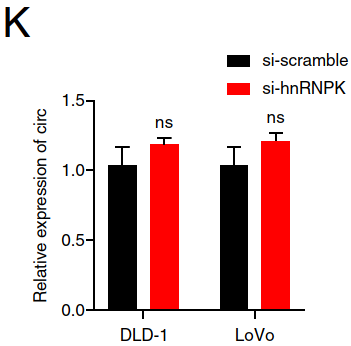 K
si-scramble
si-hnRNPK
Relative expression of circ
1.5
1.0
0.5
0.0
ns
ns
DLD-1
LoVo